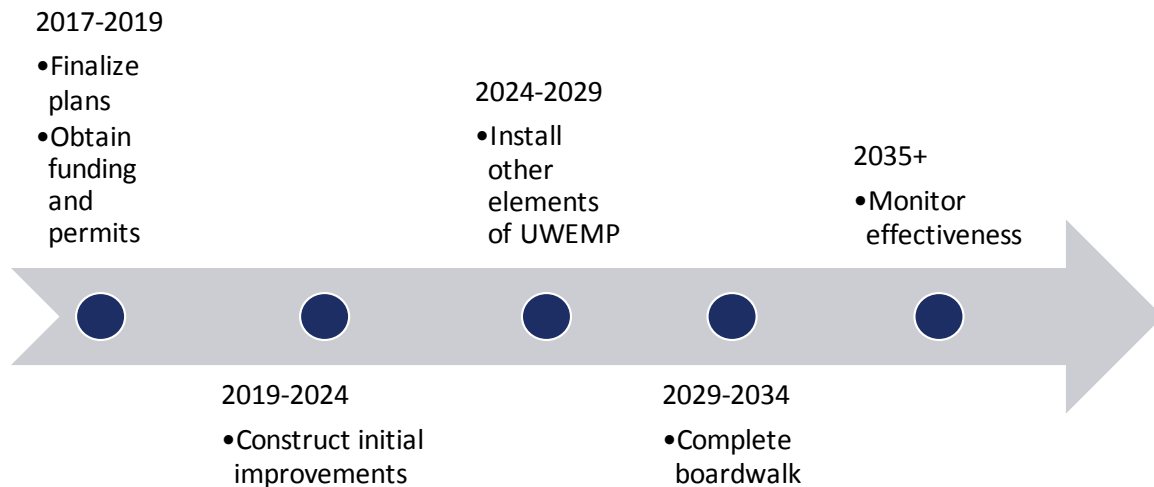 2017-2019
•Finalize
plans
•Obtain
funding
and
permits
2019-2024
•Construct initial
improvements
2024-2029
•Install
other
elements
of UWEMP
2029-2034
•Complete
boardwalk
2035+
•Monitor
effectiveness